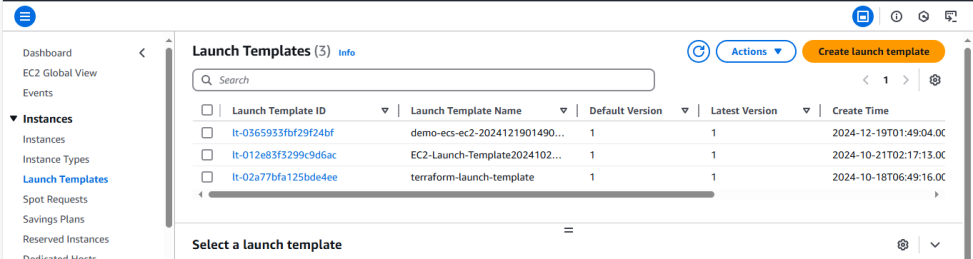 Dashboard
EC2 Global View
Events
Instances
Instances
Instance Types
Launch Templates
Spot Requests
Savings Plans
Reserved Instances
Dedicated Hosts
Launch Templates (3) Info
Actions
Create launch template
Search
1
Launch Template ID Launch Template Name Default Version Latest Version Create Time
lt-0365933fbf29f24bf demo-ecs-ec2-2024121901490... 1 1 2024-12-19T01:49:04.00
lt-012e83f3299c9d6ac EC2-Launch-Template2024102... 1 1 2024-10-21T02:17:13.00
lt-02a77bfa125bde4ee terraform-launch-template 1 1 2024-10-18T06:49:16.00
Select a launch template